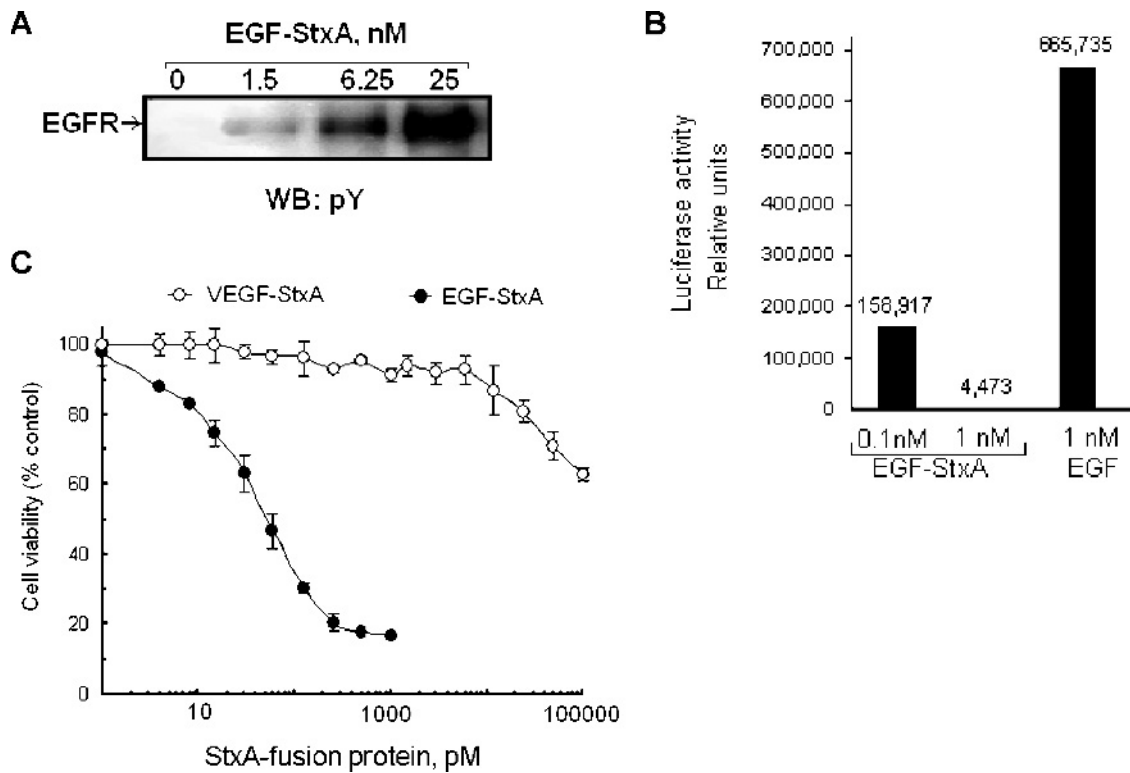 A
EGF-StxA, nM
0 1.5 6.25 25
EGFR→
WB: pY
B
Luciferase activity
Relative units
700,000
600,000
500,000
400,000
300,000
200,000
100,000
0
158,917
4,473
665,735
0.1nM 1 nM 1 nM
EGF-StxA EGF
C
VEGF-StxA EGF-StxA
Cell viability (% control)
100
80
60
40
20
0
10 1000 100000
StxA-fusion protein, pM